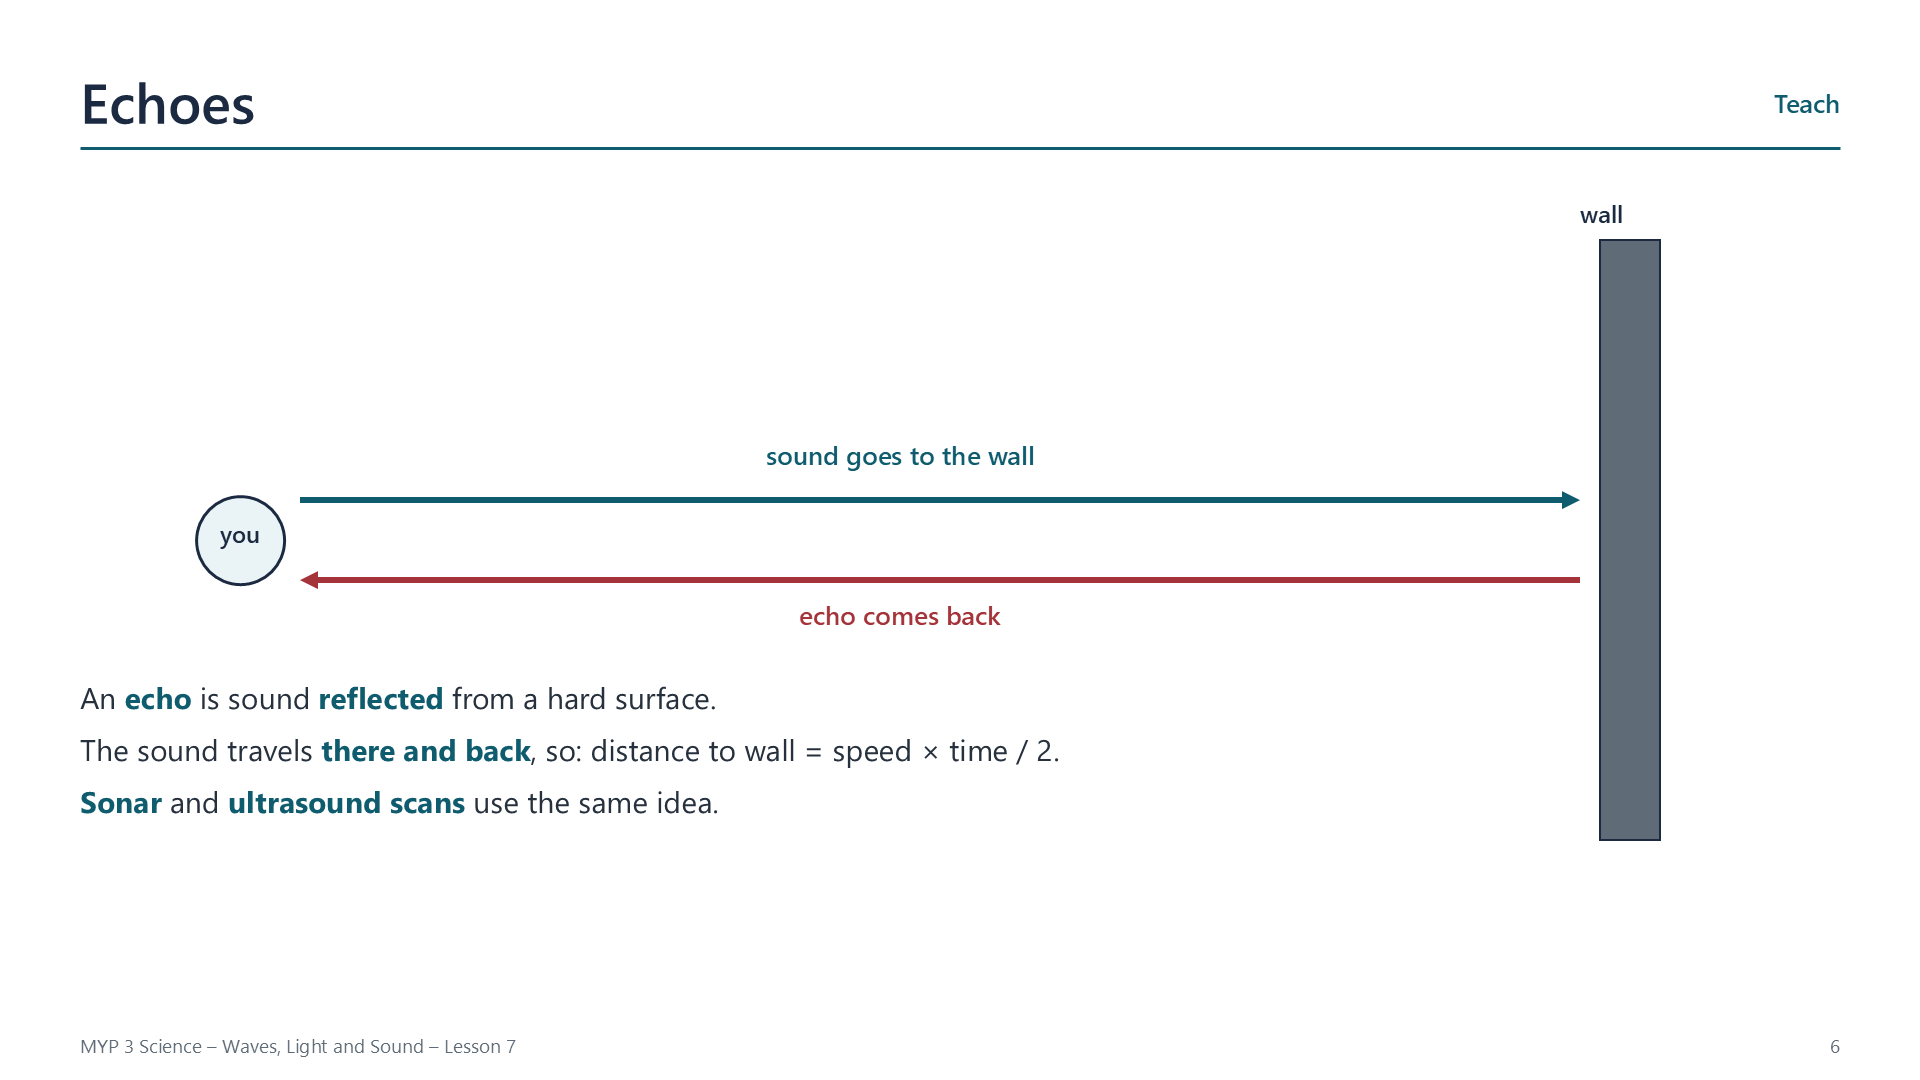 Echoes
Teach
wall
sound goes to the wall
you
echo comes back
An echo is sound reflected from a hard surface.
The sound travels there and back, so: distance to wall = speed × time / 2.
Sonar and ultrasound scans use the same idea.
MYP 3 Science – Waves, Light and Sound – Lesson 7
6